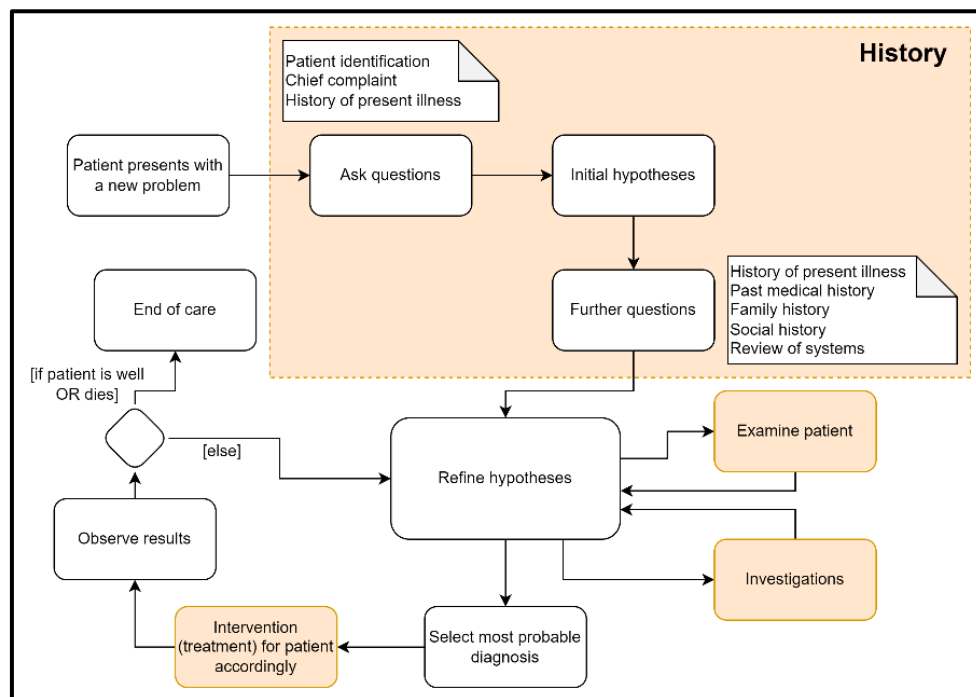 History
Patient identification
Chief complaint
History of present illness
Patient presents with
a new problem
Ask questions
Initial hypotheses
Further questions
History of present illness
Past medical history
Family history
Social history
Review of systems
End of care
[if patient is well
OR dies]
[else]
Refine hypotheses
Examine patient
Observe results
Investigations
Intervention
(treatment) for patient
accordingly
Select most probable
diagnosis